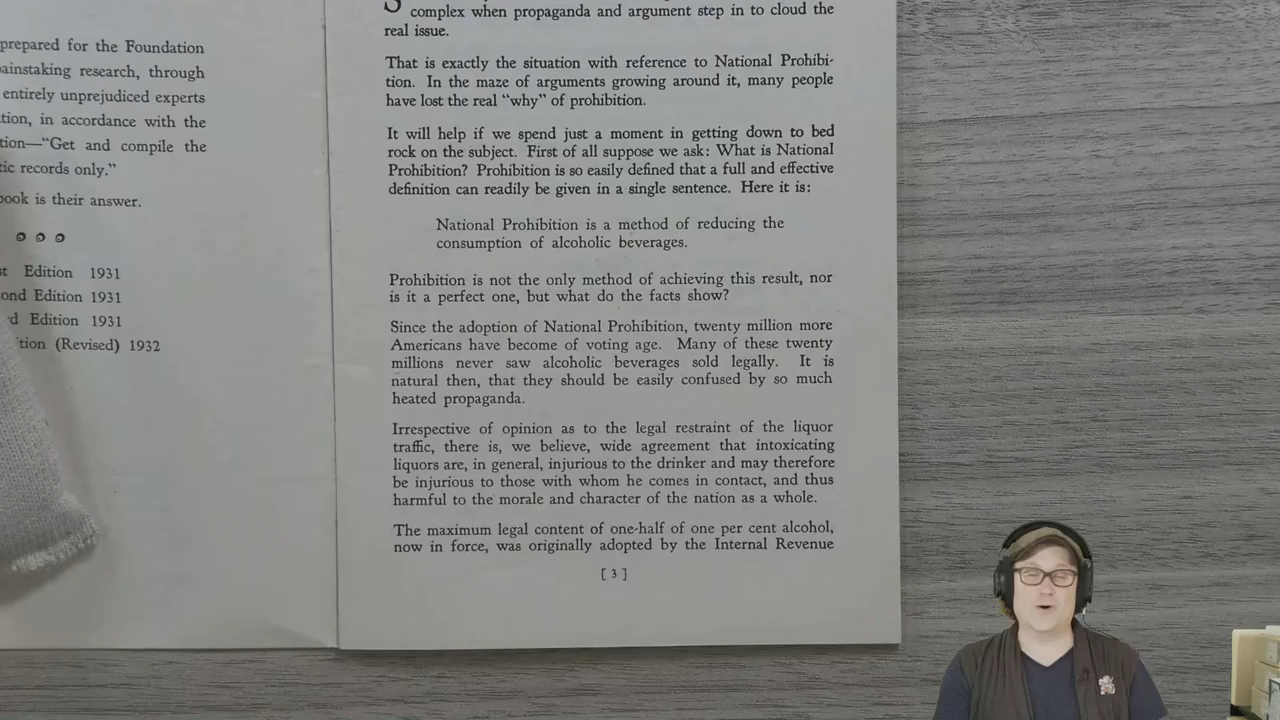 prepared for the Foundation
ainstaking research, through
entirely unprejudiced experts
tion, in accordance with the
tion—“Get and compile the
tic records only.”
book is their answer.
st Edition 1931
ond Edition 1931
rd Edition 1931
ition (Revised) 1932
complex when propaganda and argument step in to cloud the
real issue.
That is exactly the situation with reference to National Prohibi-
tion. In the maze of arguments growing around it, many people
have lost the real “why” of prohibition.
It will help if we spend just a moment in getting down to bed
rock on the subject. First of all suppose we ask: What is National
Prohibition? Prohibition is so easily defined that a full and effective
definition can readily be given in a single sentence. Here it is:
National Prohibition is a method of reducing the
consumption of alcoholic beverages.
Prohibition is not the only method of achieving this result, nor
is it a perfect one, but what do the facts show?
Since the adoption of National Prohibition, twenty million more
Americans have become of voting age. Many of these twenty
millions never saw alcoholic beverages sold legally. It is
natural then, that they should be easily confused by so much
heated propaganda.
Irrespective of opinion as to the legal restraint of the liquor
traffic, there is, we believe, wide agreement that intoxicating
liquors are, in general, injurious to the drinker and may therefore
be injurious to those with whom he comes in contact, and thus
harmful to the morale and character of the nation as a whole.
The maximum legal content of one-half of one per cent alcohol,
now in force, was originally adopted by the Internal Revenue
[ 3 ]